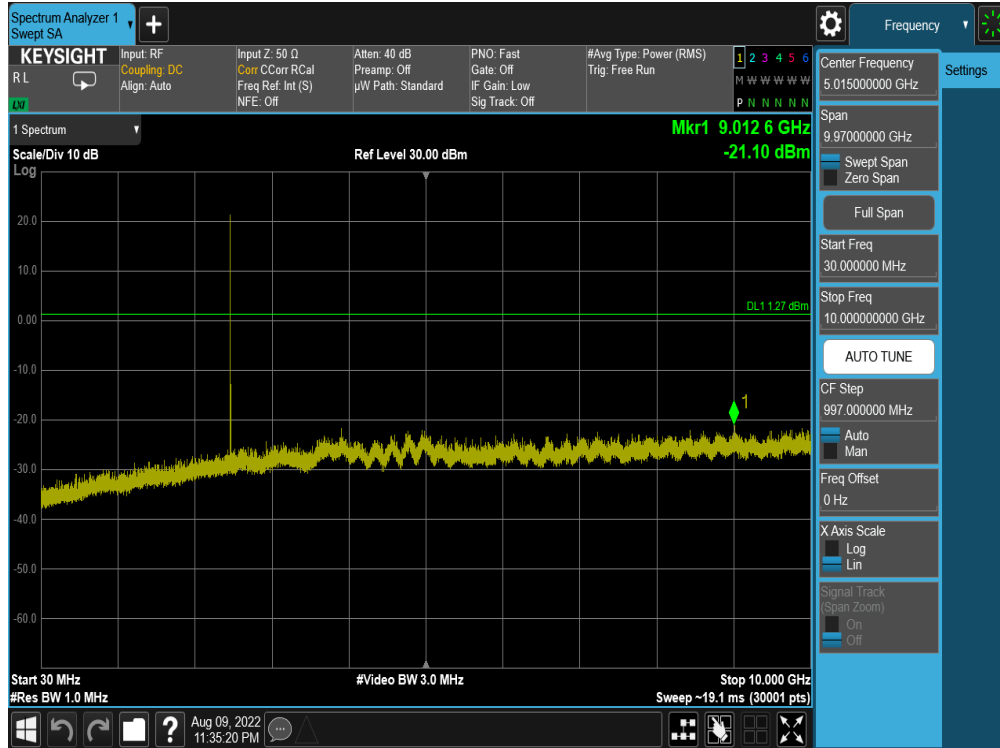 Spectrum Analyzer 1
Swept SA
+
Frequency
KEYSIGHT
RL
LXI
Input: RF
Coupling: DC
Align: Auto
Input Z: 50 Ω
Corr CCorr RCal
Freq Ref: Int (S)
NFE: Off
Atten: 40 dB
Preamp: Off
µW Path: Standard
PNO: Fast
Gate: Off
IF Gain: Low
Sig Track: Off
#Avg Type: Power (RMS)
Trig: Free Run
1 2 3 4 5 6
M W W W W W
P N N N N N
1 Spectrum
Mkr1 9.012 6 GHz
-21.10 dBm
Scale/Div 10 dB
Ref Level 30.00 dBm
Log
20.0
10.0
0.00
-10.0
-20.0
-30.0
-40.0
-50.0
-60.0
DL1 1.27 dBm
1
Start 30 MHz
#Video BW 3.0 MHz
Stop 10.000 GHz
#Res BW 1.0 MHz
Sweep ~19.1 ms (30001 pts)
Center Frequency
5.015000000 GHz
Settings
Span
9.97000000 GHz
Swept Span
Zero Span
Full Span
Start Freq
30.000000 MHz
Stop Freq
10.000000000 GHz
AUTO TUNE
CF Step
997.000000 MHz
Auto
Man
Freq Offset
0 Hz
X Axis Scale
Log
Lin
Signal Track
(Span Zoom)
On
Off
?
Aug 09, 2022
11:35:20 PM